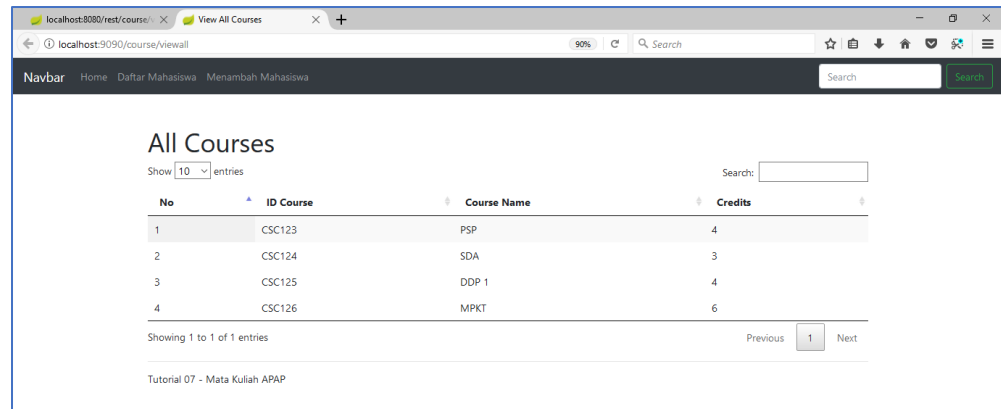 localhost:8080/rest/course/v View All Courses
localhost:9090/course/viewall 90% Search
Navbar Home Daftar Mahasiswa Menambah Mahasiswa Search Search
All Courses
Show 10 entries Search:
No ID Course Course Name Credits
1 CSC123 PSP 4
2 CSC124 SDA 3
3 CSC125 DDP 1 4
4 CSC126 MPKT 6
Showing 1 to 1 of 1 entries Previous 1 Next
Tutorial 07 - Mata Kuliah APAP